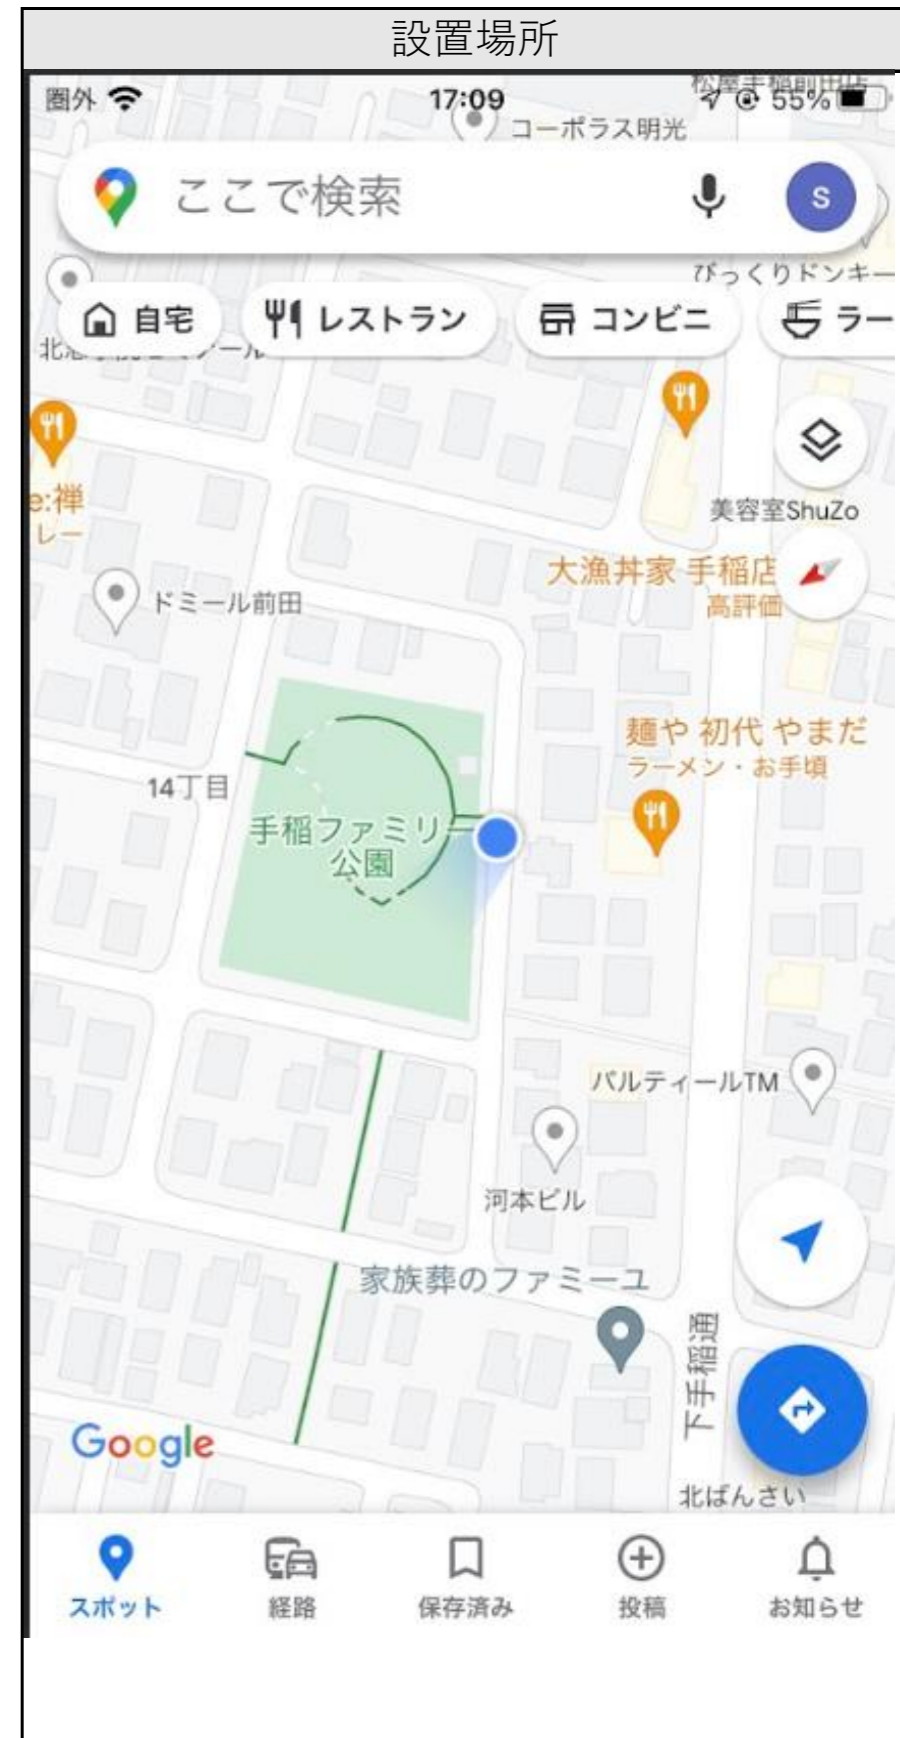 設置場所
圏外
17:09
55%
コーポラス明光
ここで検索
S
びっくりドンキー
自宅
レストラン
コンビニ
ラー
e:禅
レー
美容室ShuZo
大漁丼家 手稲店
高評価
ドミール前田
麺や 初代 やまだ
ラーメン・お手頃
14丁目
手稲ファミリー
公園
パルティールTM
河本ビル
家族葬のファミーユ
下手稲通
Google
北ばんさい
スポット
経路
保存済み
投稿
お知らせ